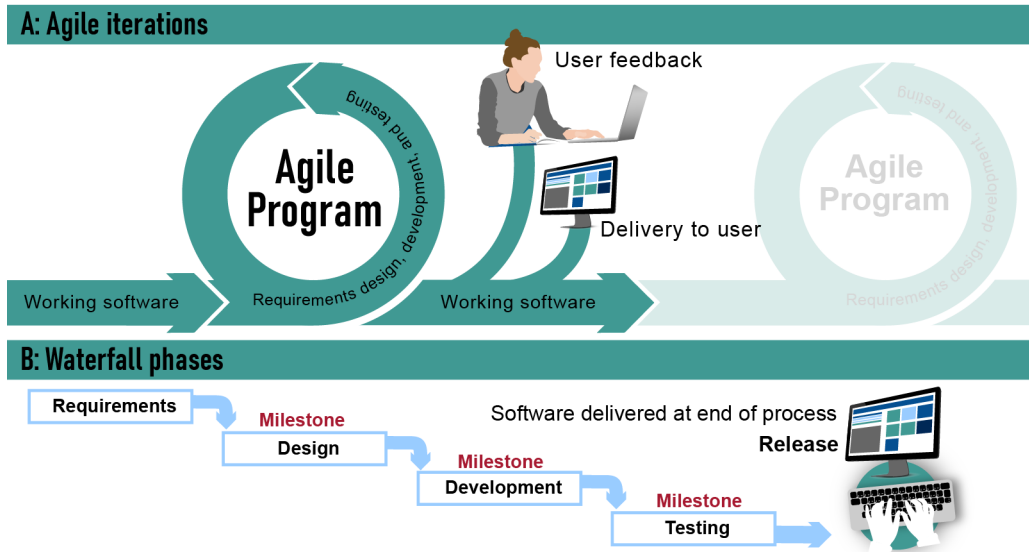 A: Agile iterations
User feedback
Agile
Program
Requirements design, development, and testing
Delivery to user
Working software
Working software
Agile
Program
Requirements design, development, and testing
B: Waterfall phases
Requirements
Milestone
Design
Milestone
Development
Milestone
Testing
Software delivered at end of process
Release